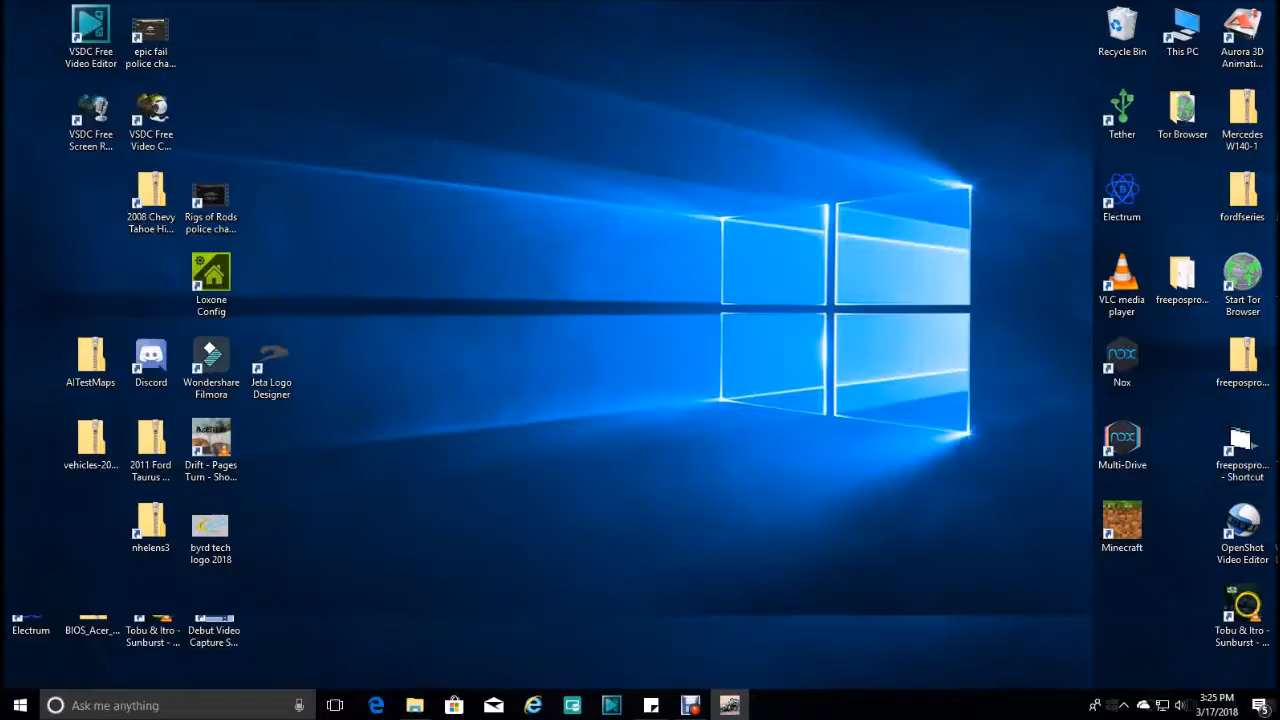 VSDC Free
Video Editor
epic fail
police cha...
VSDC Free
Screen R...
VSDC Free
Video C...
2008 Chevy
Tahoe Hi...
Rigs of Rods
police cha...
Loxone
Config
AITestMaps
Discord
Wondershare
Filmora
Jeta Logo
Designer
vehicles-20...
2011 Ford
Taurus ...
Drift - Pages
Turn - Sho...
nhelens3
byrd tech
logo 2018
Electrum
BIOS_Acer_...
Tobu & Itro -
Sunburst - ...
Debut Video
Capture S...
Recycle Bin
This PC
Aurora 3D
Animati...
Tether
Tor Browser
Mercedes
W140-1
Electrum
fordfseries
VLC media
player
freepospro...
Start Tor
Browser
nox
Nox
freepospro...
nox
Multi-Drive
freepospro...
- Shortcut
Minecraft
OpenShot
Video Editor
Tobu & Itro -
Sunburst - ...
Ask me anything
3:25 PM
3/17/2018
5